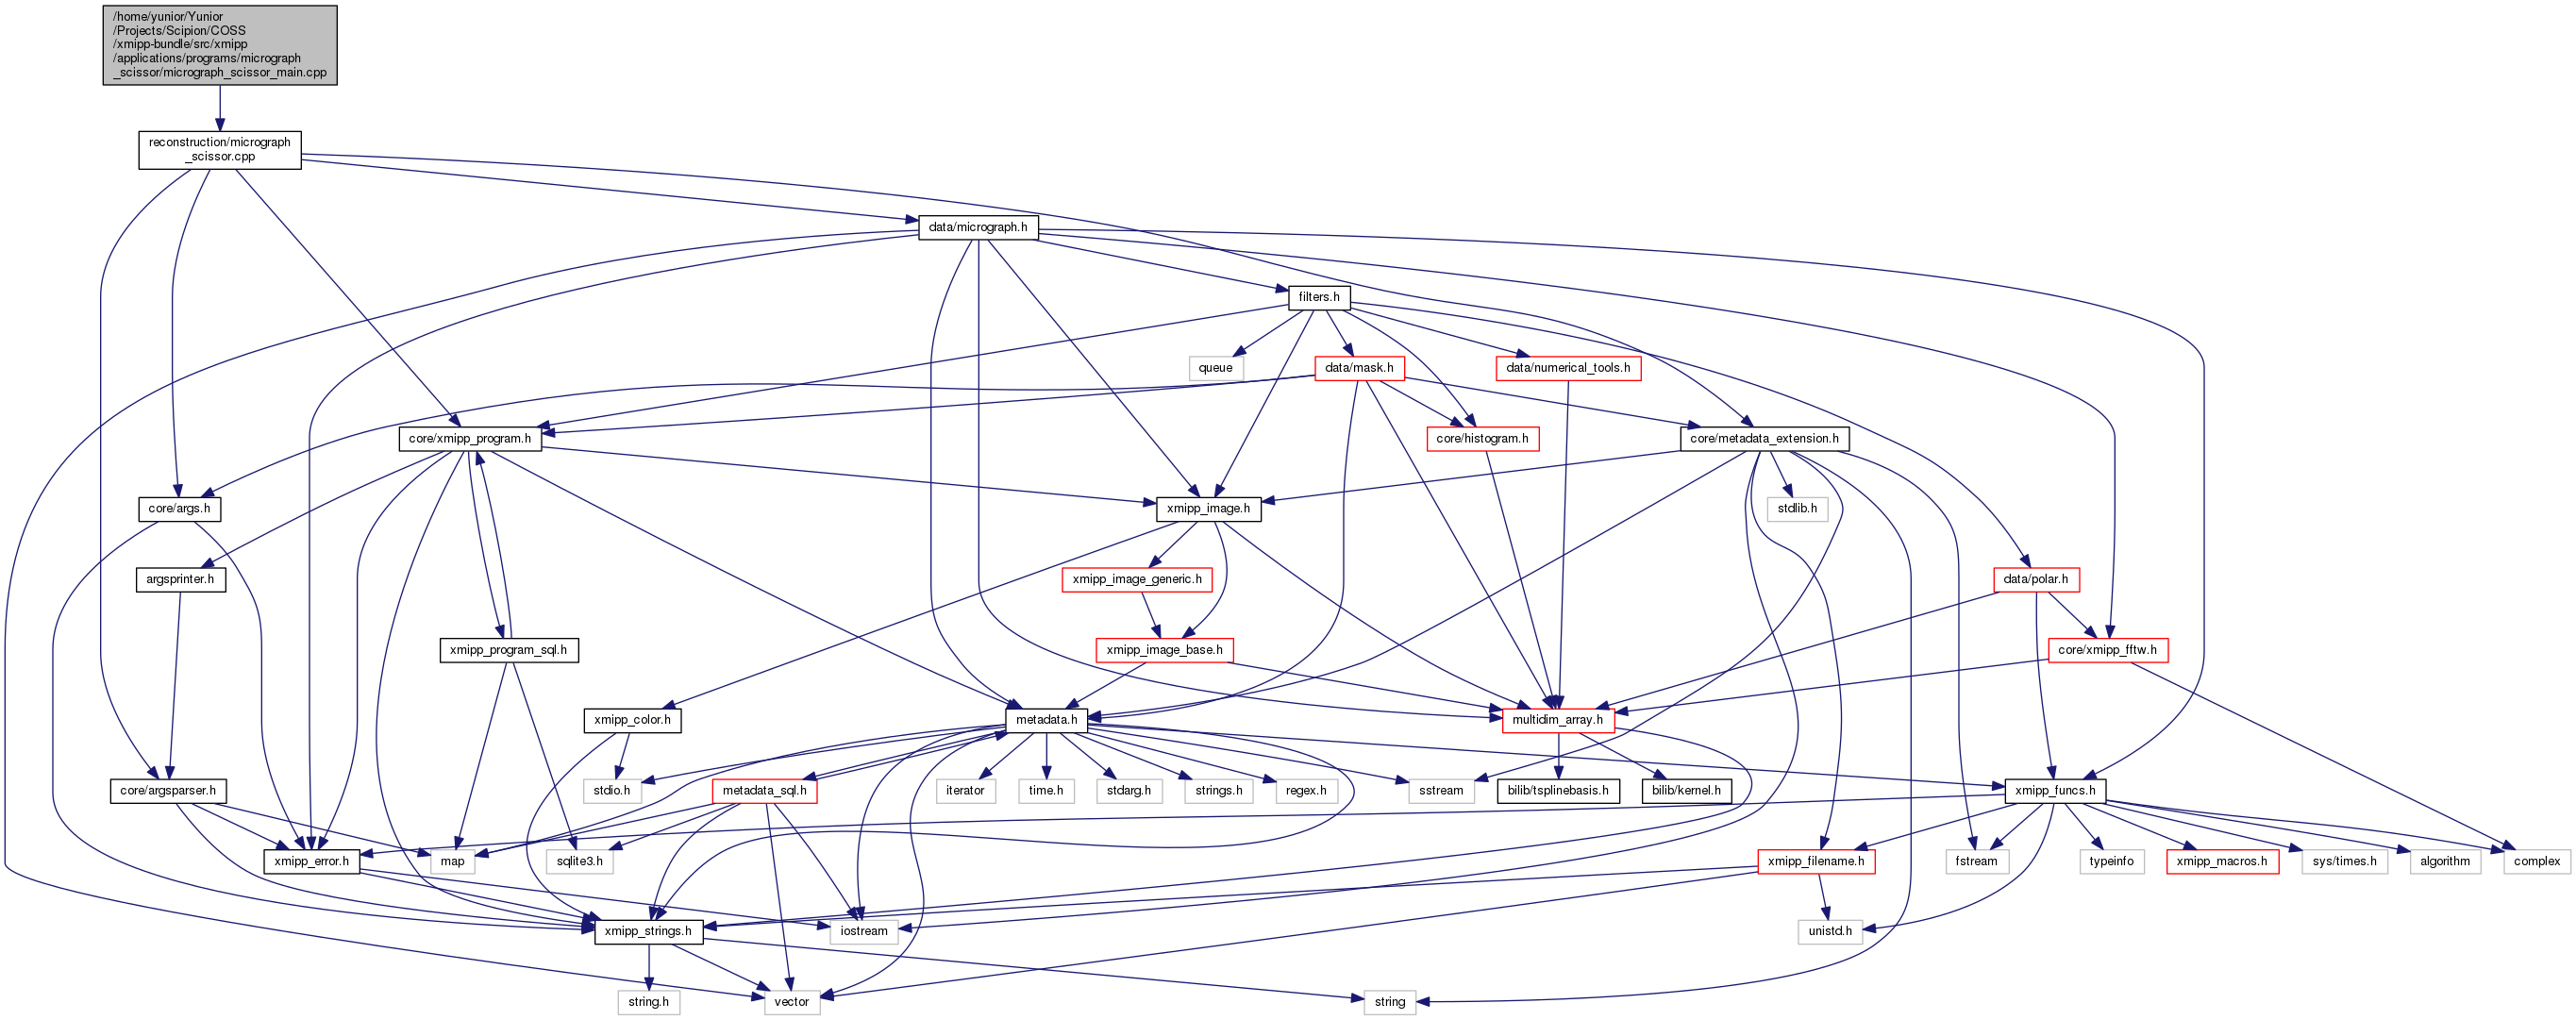 /home/yunior/Yunior
/Projects/Scipion/COSS
/xmipp-bundle/src/xmipp
/applications/programs/micrograph
_scissor/micrograph_scissor_main.cpp
reconstruction/micrograph
_scissor.cpp
data/micrograph.h
filters.h
queue
data/mask.h
data/numerical_tools.h
core/xmipp_program.h
core/histogram.h
core/metadata_extension.h
core/args.h
xmipp_image.h
stdlib.h
argsprinter.h
xmipp_image_generic.h
data/polar.h
xmipp_program_sql.h
xmipp_image_base.h
core/xmipp_fftw.h
xmipp_color.h
metadata.h
multidim_array.h
core/argsparser.h
stdio.h
metadata_sql.h
iterator
time.h
stdarg.h
strings.h
regex.h
sstream
bilib/tsplinebasis.h
bilib/kernel.h
xmipp_funcs.h
xmipp_error.h
map
sqlite3.h
xmipp_filename.h
fstream
typeinfo
xmipp_macros.h
sys/times.h
algorithm
complex
xmipp_strings.h
iostream
unistd.h
string.h
vector
string